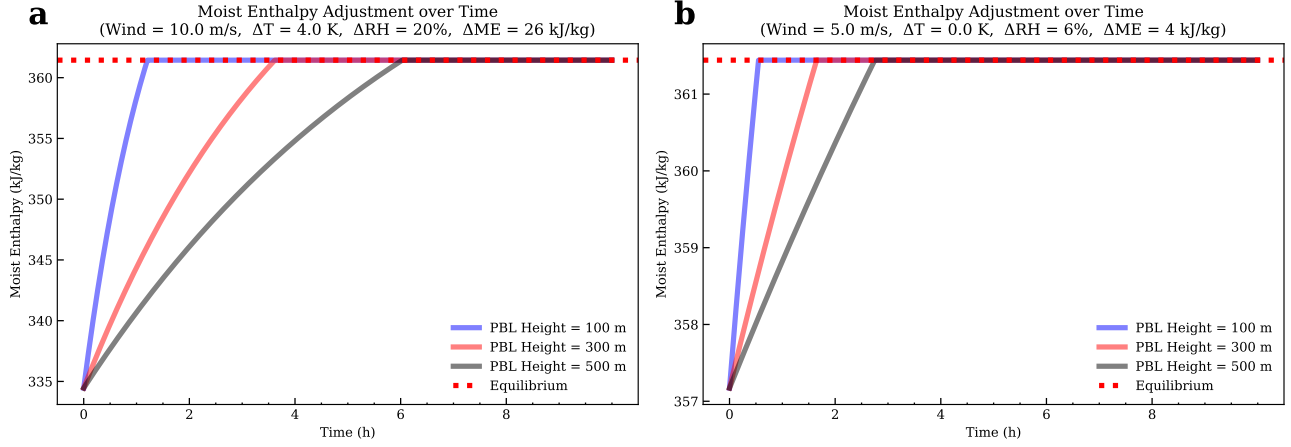 a
Moist Enthalpy Adjustment over Time
(Wind = 10.0 m/s, ΔT = 4.0 K, ΔRH = 20%, ΔME = 26 kJ/kg)
Moist Enthalpy (kJ/kg)
360
355
350
345
340
335
0
2
4
6
8
Time (h)
PBL Height = 100 m
PBL Height = 300 m
PBL Height = 500 m
Equilibrium
b
Moist Enthalpy Adjustment over Time
(Wind = 5.0 m/s, ΔT = 0.0 K, ΔRH = 6%, ΔME = 4 kJ/kg)
Moist Enthalpy (kJ/kg)
361
360
359
358
357
0
2
4
6
8
Time (h)
PBL Height = 100 m
PBL Height = 300 m
PBL Height = 500 m
Equilibrium